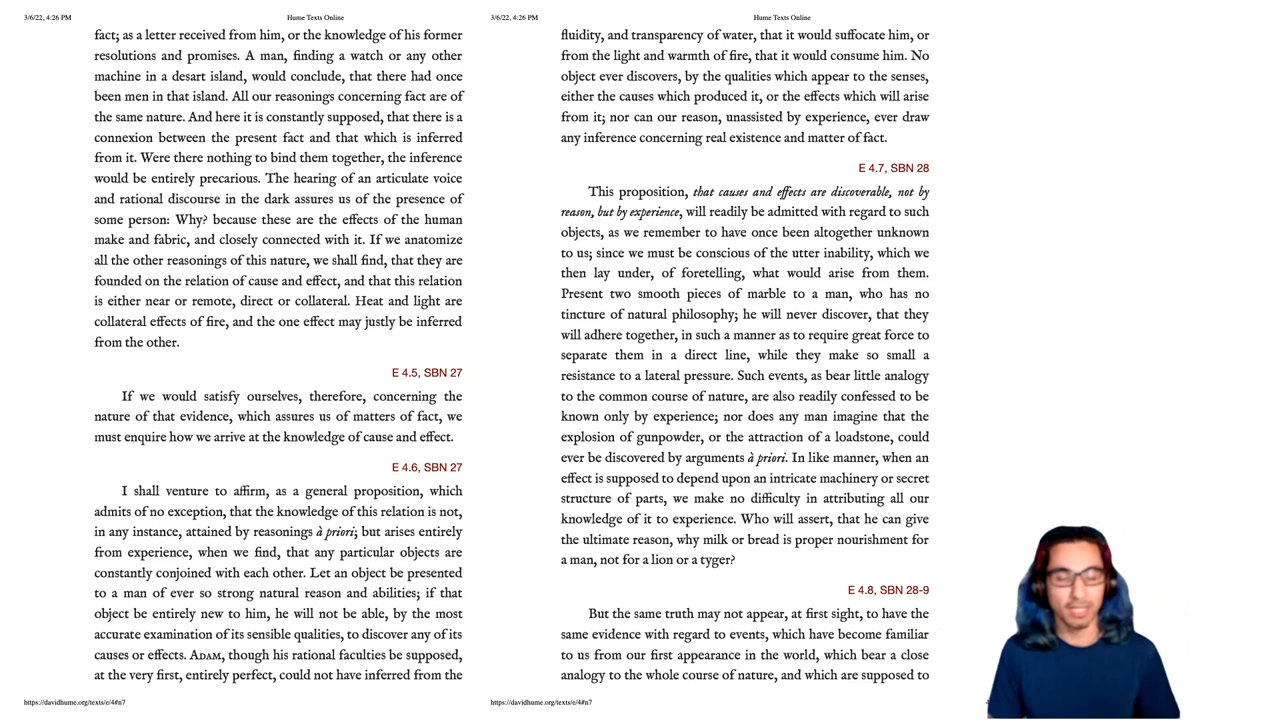 3/6/22, 4:26 PM
Hume Texts Online
fact; as a letter received from him, or the knowledge of his former
resolutions and promises. A man, finding a watch or any other
machine in a desart island, would conclude, that there had once
been men in that island. All our reasonings concerning fact are of
the same nature. And here it is constantly supposed, that there is a
connexion between the present fact and that which is inferred
from it. Were there nothing to bind them together, the inference
would be entirely precarious. The hearing of an articulate voice
and rational discourse in the dark assures us of the presence of
some person: Why? because these are the effects of the human
make and fabric, and closely connected with it. If we anatomize
all the other reasonings of this nature, we shall find, that they are
founded on the relation of cause and effect, and that this relation
is either near or remote, direct or collateral. Heat and light are
collateral effects of fire, and the one effect may justly be inferred
from the other.
E 4.5, SBN 27
If we would satisfy ourselves, therefore, concerning the
nature of that evidence, which assures us of matters of fact, we
must enquire how we arrive at the knowledge of cause and effect.
E 4.6, SBN 27
I shall venture to affirm, as a general proposition, which
admits of no exception, that the knowledge of this relation is not,
in any instance, attained by reasonings à priori; but arises entirely
from experience, when we find, that any particular objects are
constantly conjoined with each other. Let an object be presented
to a man of ever so strong natural reason and abilities; if that
object be entirely new to him, he will not be able, by the most
accurate examination of its sensible qualities, to discover any of its
causes or effects. ADAM, though his rational faculties be supposed,
at the very first, entirely perfect, could not have inferred from the
https://davidhume.org/texts/e/4#n7
3/6/22, 4:26 PM
Hume Texts Online
fluidity, and transparency of water, that it would suffocate him, or
from the light and warmth of fire, that it would consume him. No
object ever discovers, by the qualities which appear to the senses,
either the causes which produced it, or the effects which will arise
from it; nor can our reason, unassisted by experience, ever draw
any inference concerning real existence and matter of fact.
E 4.7, SBN 28
This proposition, that causes and effects are discoverable, not by
reason, but by experience, will readily be admitted with regard to such
objects, as we remember to have once been altogether unknown
to us; since we must be conscious of the utter inability, which we
then lay under, of foretelling, what would arise from them.
Present two smooth pieces of marble to a man, who has no
tincture of natural philosophy; he will never discover, that they
will adhere together, in such a manner as to require great force to
separate them in a direct line, while they make so small a
resistance to a lateral pressure. Such events, as bear little analogy
to the common course of nature, are also readily confessed to be
known only by experience; nor does any man imagine that the
explosion of gunpowder, or the attraction of a loadstone, could
ever be discovered by arguments à priori. In like manner, when an
effect is supposed to depend upon an intricate machinery or secret
structure of parts, we make no difficulty in attributing all our
knowledge of it to experience. Who will assert, that he can give
the ultimate reason, why milk or bread is proper nourishment for
a man, not for a lion or a tyger?
E 4.8, SBN 28-9
But the same truth may not appear, at first sight, to have the
same evidence with regard to events, which have become familiar
to us from our first appearance in the world, which bear a close
analogy to the whole course of nature, and which are supposed to
https://davidhume.org/texts/e/4#n7